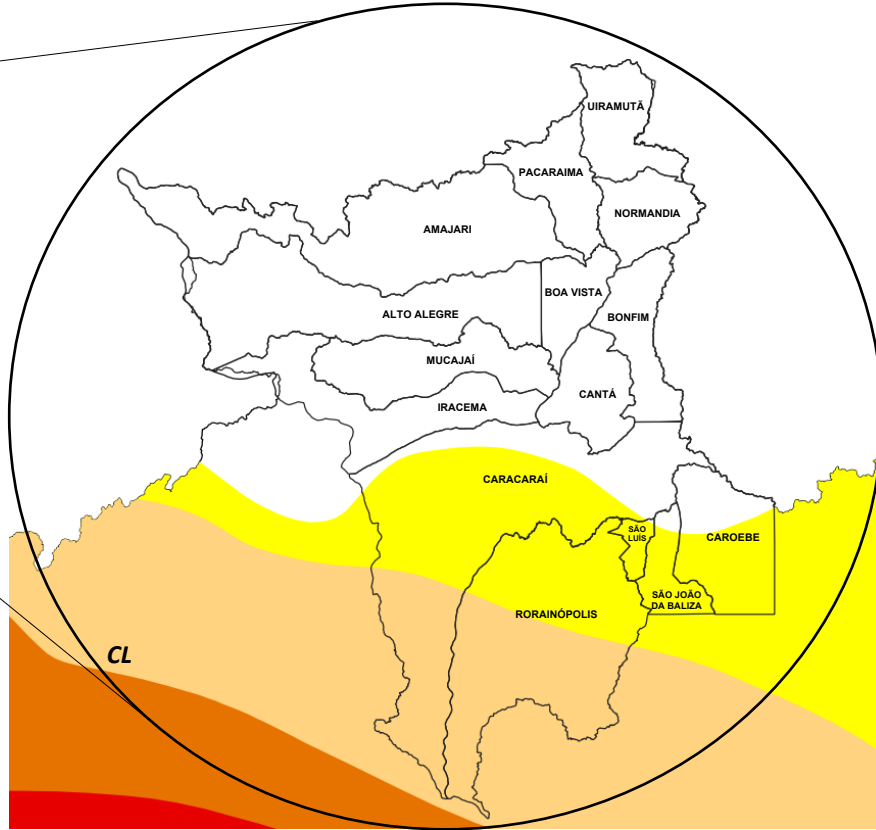 UIRAMUTÃ
PACARAIMA
NORMANDIA
AMAJARI
BOA VISTA
ALTO ALEGRE
BONFIM
MUCAJAÍ
CANTÁ
IRACEMA
CARACARAÍ
SÃO
LUÍS
CAROEBE
SÃO JOÃO
DA BALIZA
RORAINÓPOLIS
CL